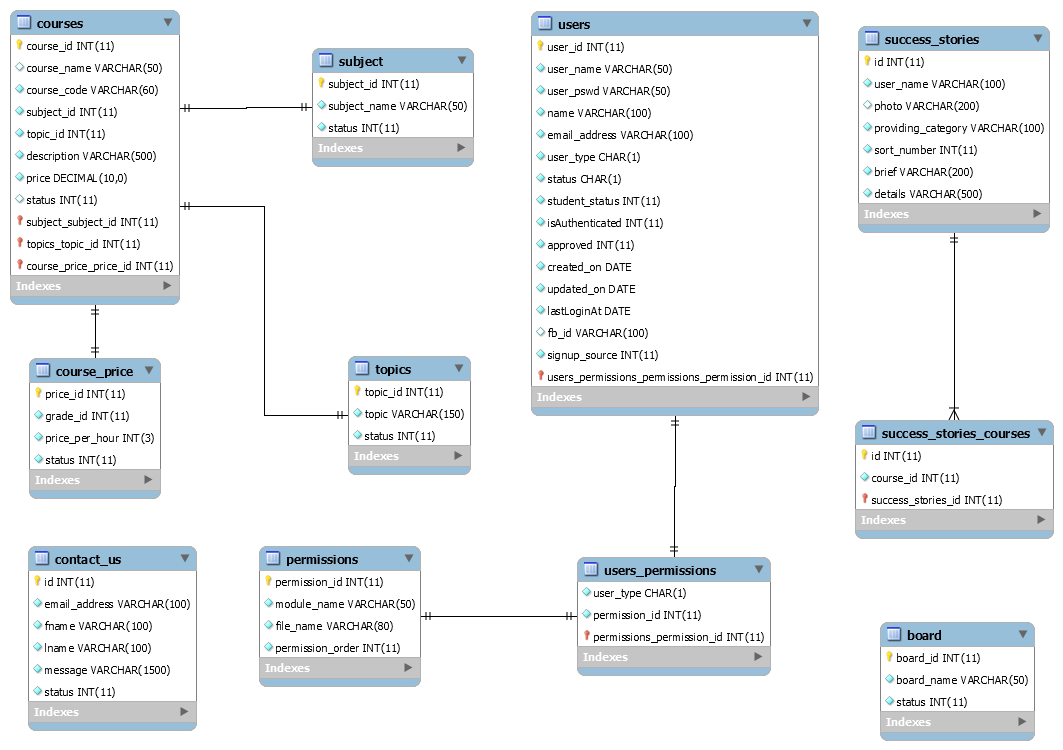 courses
course_id INT(11)
course_name VARCHAR(50)
course_code VARCHAR(60)
subject_id INT(11)
topic_id INT(11)
description VARCHAR(500)
price DECIMAL(10,0)
status INT(11)
subject_subject_id INT(11)
topics_topic_id INT(11)
course_price_price_id INT(11)
Indexes
subject
subject_id INT(11)
subject_name VARCHAR(50)
status INT(11)
Indexes
users
user_id INT(11)
user_name VARCHAR(50)
user_pswd VARCHAR(50)
name VARCHAR(100)
email_address VARCHAR(100)
user_type CHAR(1)
status CHAR(1)
student_status INT(11)
isAuthenticated INT(11)
approved INT(11)
created_on DATE
updated_on DATE
lastLoginAt DATE
fb_id VARCHAR(100)
signup_source INT(11)
users_permissions_permissions_permission_id INT(11)
Indexes
success_stories
id INT(11)
user_name VARCHAR(100)
photo VARCHAR(200)
providing_category VARCHAR(100)
sort_number INT(11)
brief VARCHAR(200)
details VARCHAR(500)
Indexes
course_price
price_id INT(11)
grade_id INT(11)
price_per_hour INT(3)
status INT(11)
Indexes
topics
topic_id INT(11)
topic VARCHAR(150)
status INT(11)
Indexes
success_stories_courses
id INT(11)
course_id INT(11)
success_stories_id INT(11)
Indexes
contact_us
id INT(11)
email_address VARCHAR(100)
fname VARCHAR(100)
lname VARCHAR(100)
message VARCHAR(1500)
status INT(11)
Indexes
permissions
permission_id INT(11)
module_name VARCHAR(50)
file_name VARCHAR(80)
permission_order INT(11)
Indexes
users_permissions
user_type CHAR(1)
permission_id INT(11)
permissions_permission_id INT(11)
Indexes
board
board_id INT(11)
board_name VARCHAR(50)
status INT(11)
Indexes